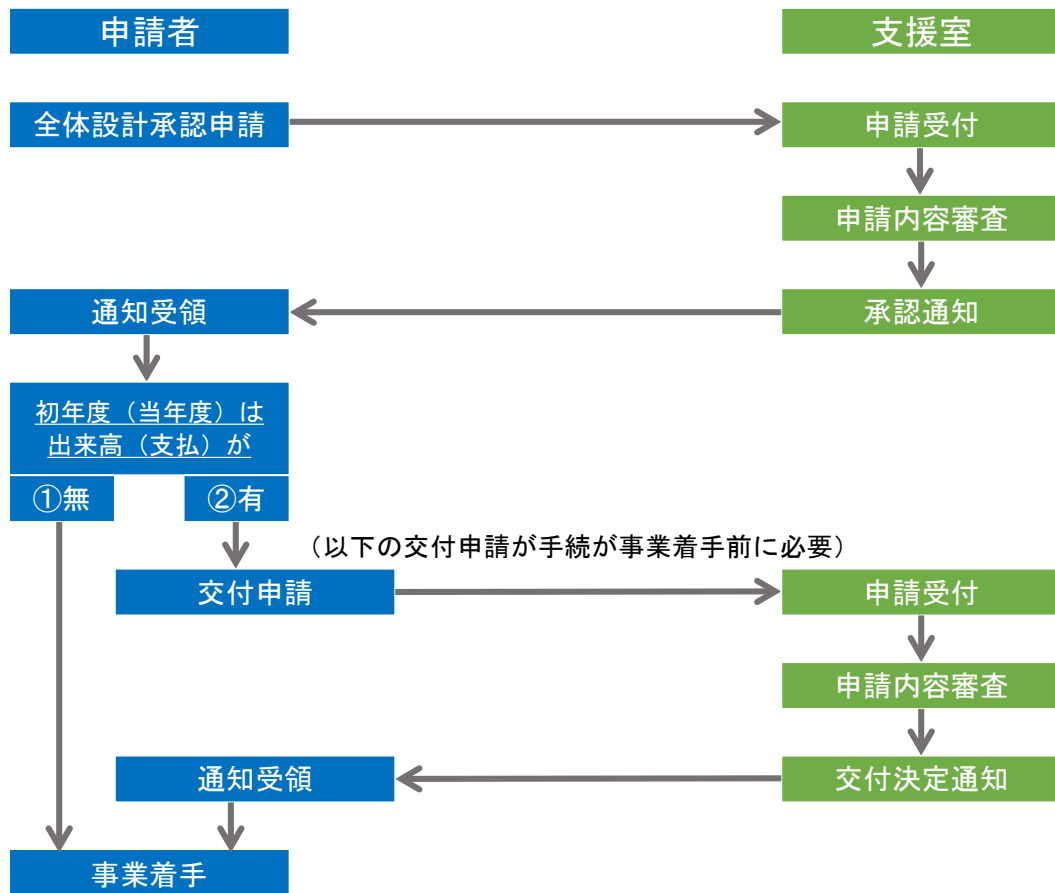 申請者
支援室
全体設計承認申請
申請受付
申請内容審査
通知受領
承認通知
初年度（当年度）は
出来高（支払）が
①無
②有
（以下の交付申請が手続が事業着手前に必要）
交付申請
申請受付
申請内容審査
通知受領
交付決定通知
事業着手